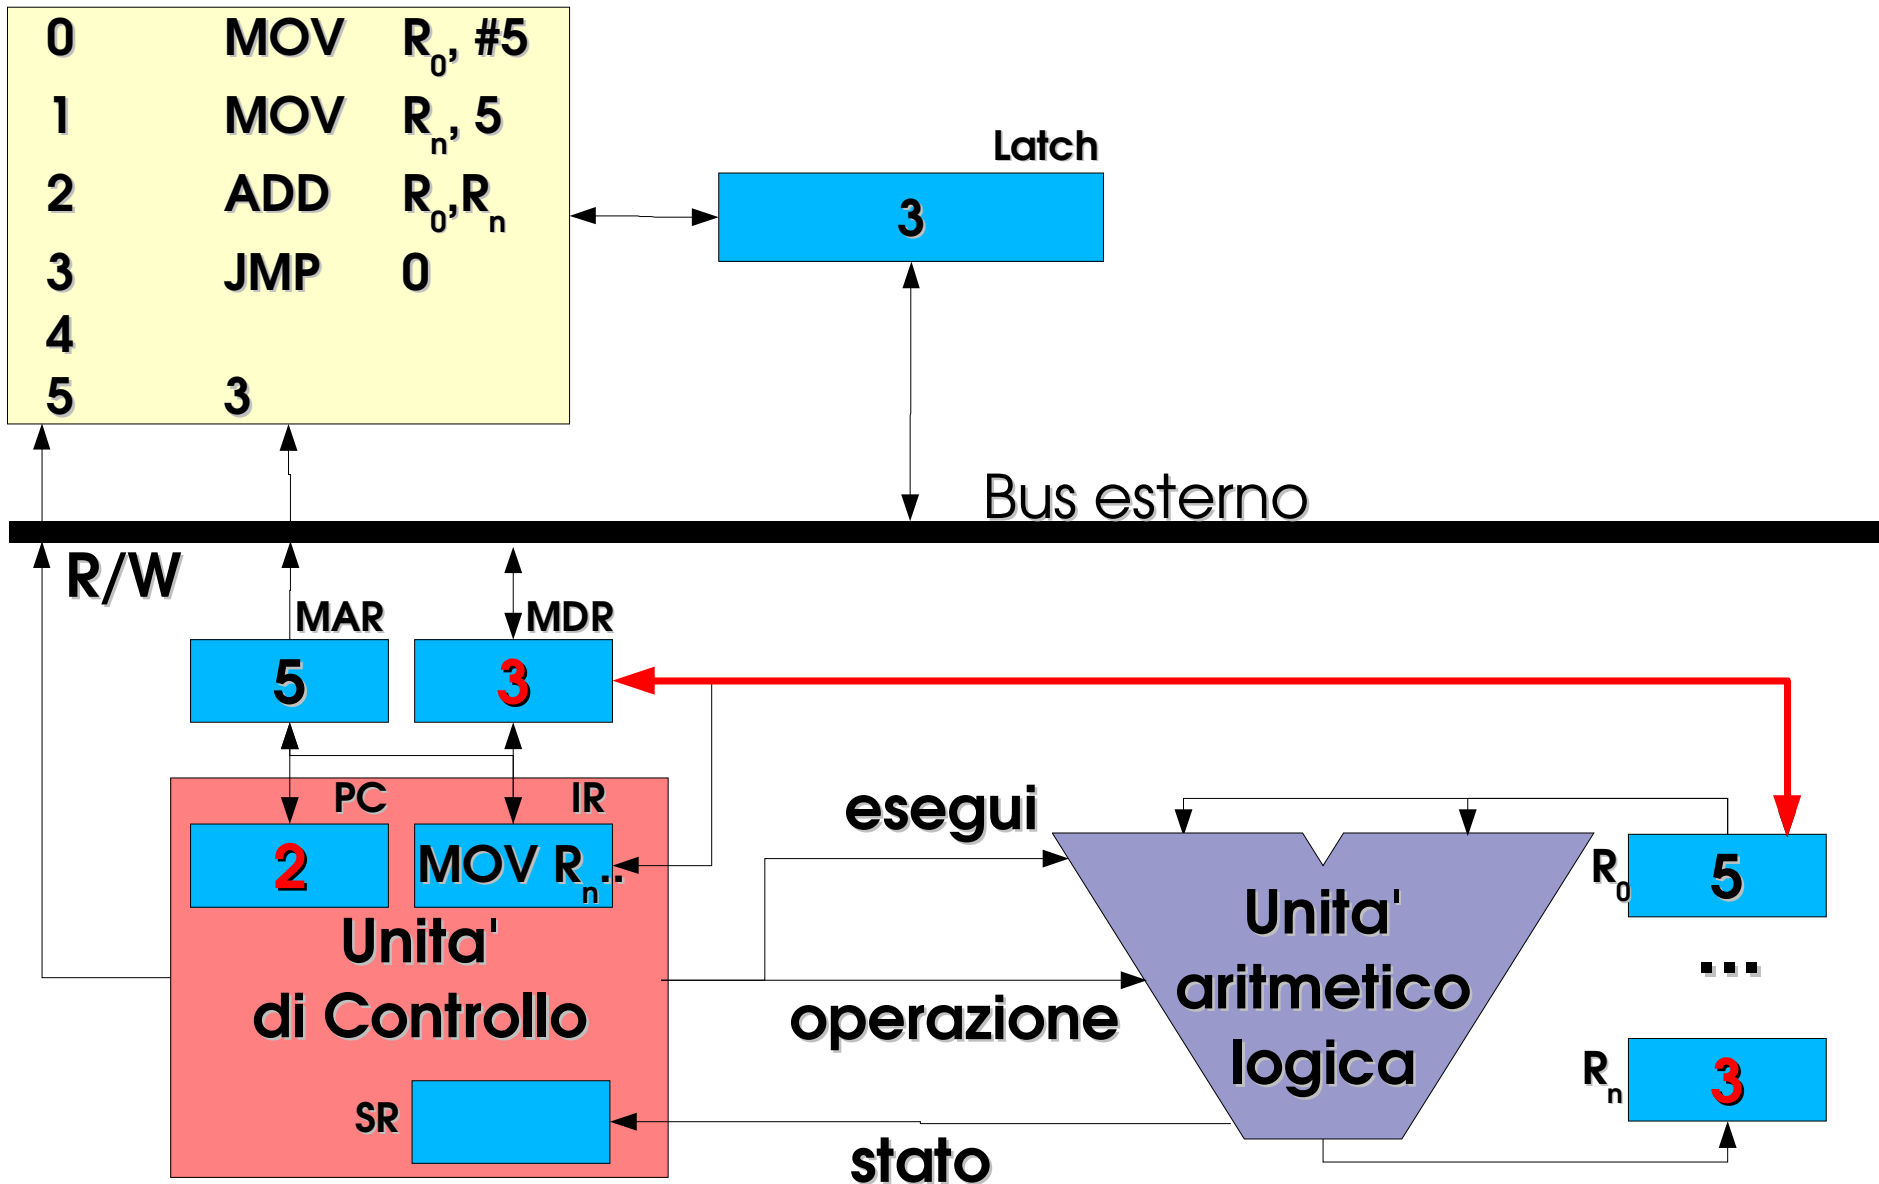 0 MOV R0, #5
1 MOV Rn, 5
2 ADD R0,Rn
3 JMP 0
4
5 3
Latch
3
Bus esterno
R/W
MAR
MDR
5
3
PC
IR
2
MOV Rn..
Unita'
di Controllo
SR
esegui
operazione
stato
Unita'
aritmetico
logica
R0
5
...
Rn
3